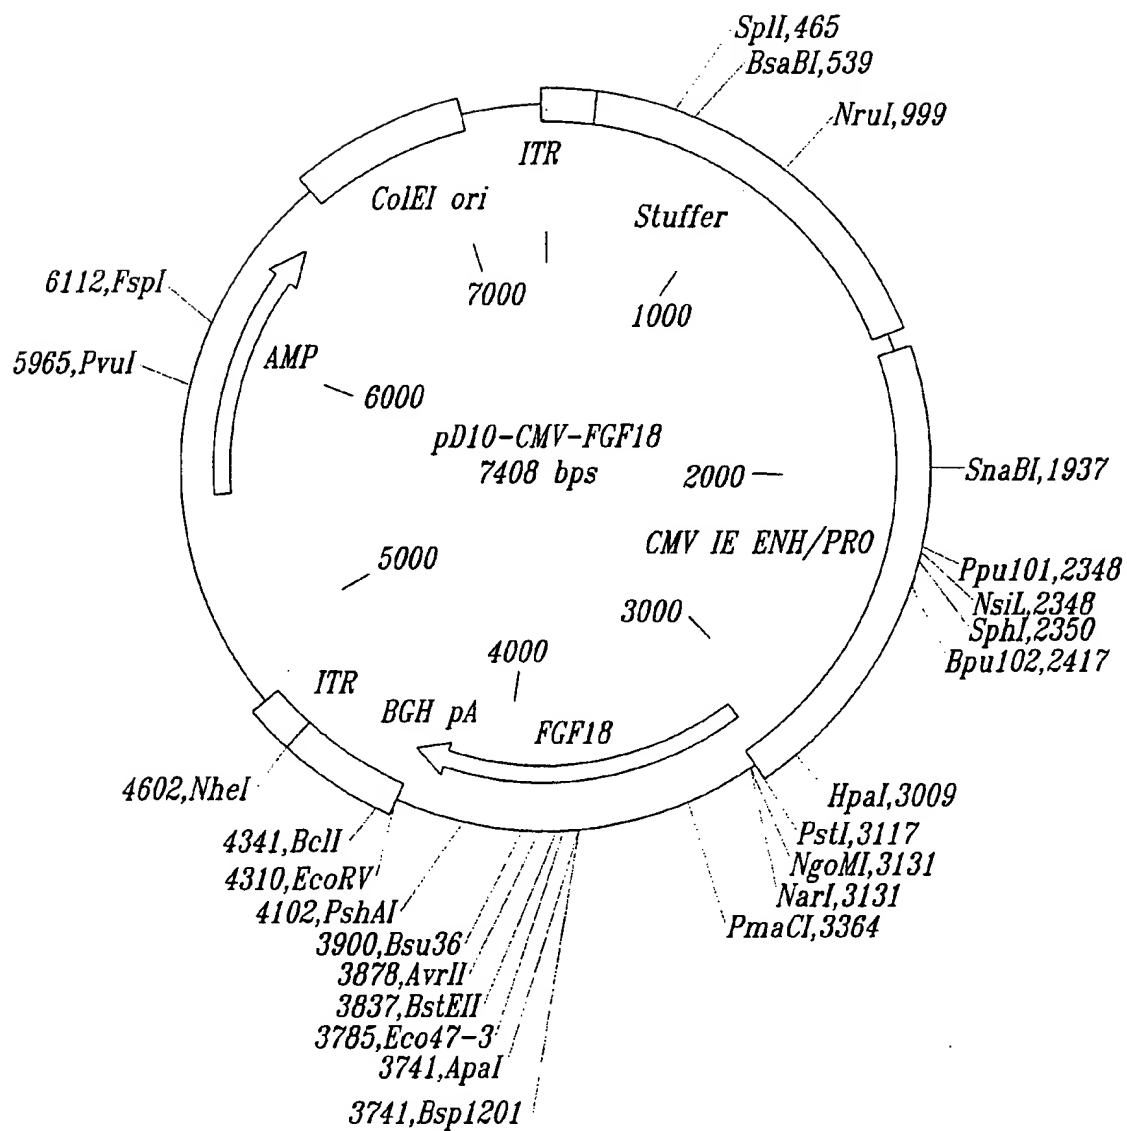 SplI,465
BsaBI,539
NruI,999
ITR
ColEI ori
Stuffer
6112,FspI
7000
1000
5965,PvuI
AMP
6000
pD10-CMV-FGF18
7408 bps
2000
SnaBI,1937
CMV IE ENH/PRO
5000
Ppu101,2348
NsiL,2348
SphI,2350
Bpu102,2417
3000
4000
ITR
BGH pA
FGF18
4602,NheI
HpaI,3009
4341,BclI
PstI,3117
4310,EcoRV
NgoMI,3131
4102,PshAI
NarI,3131
3900,Bsu36
PmaCI,3364
3878,AvrII
3837,BstEII
3785,Eco47-3
3741,ApaI
3741,Bsp1201